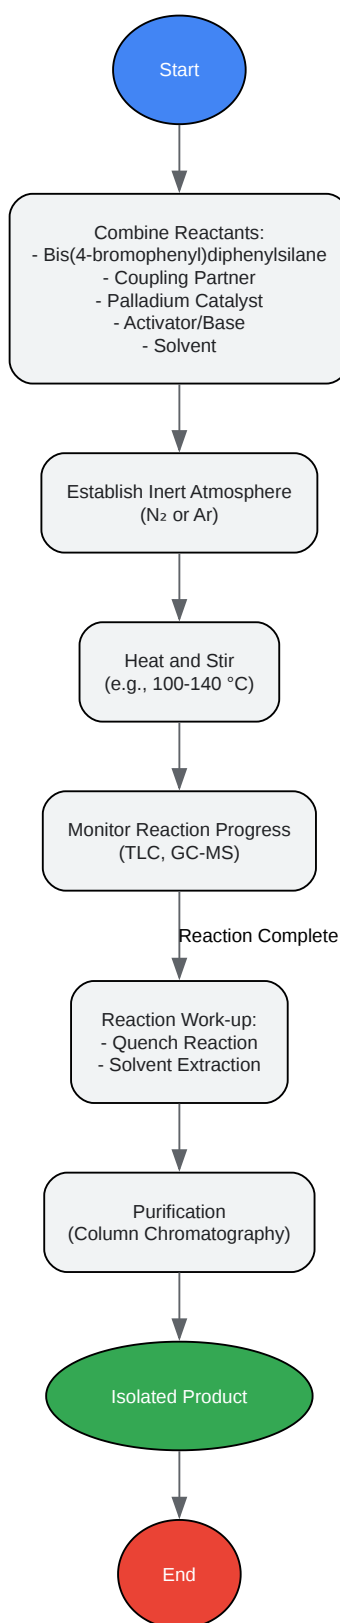 Start
Combine Reactants:
- Bis(4-bromophenyl)diphenylsilane
- Coupling Partner
- Palladium Catalyst
- Activator/Base
- Solvent
Establish Inert Atmosphere
(N₂ or Ar)
Heat and Stir
(e.g., 100-140 °C)
Monitor Reaction Progress
(TLC, GC-MS)
Reaction Complete
Reaction Work-up:
- Quench Reaction
- Solvent Extraction
Purification
(Column Chromatography)
Isolated Product
End